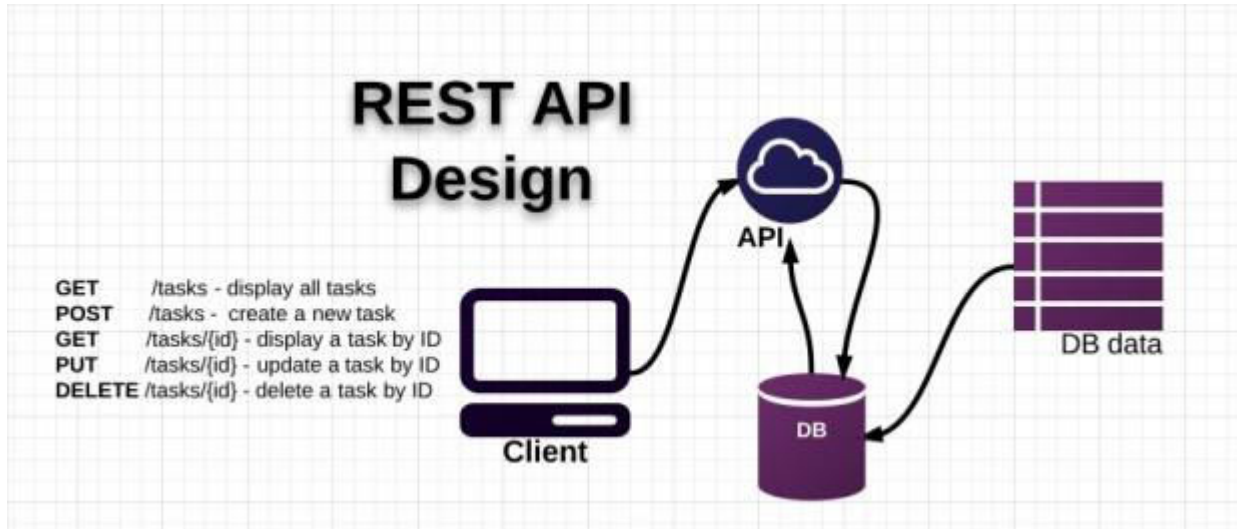 REST API
Design
GET /tasks - display all tasks
POST /tasks - create a new task
GET /tasks/{id} - display a task by ID
PUT /tasks/{id} - update a task by ID
DELETE /tasks/{id} - delete a task by ID
Client
API
DB
DB data